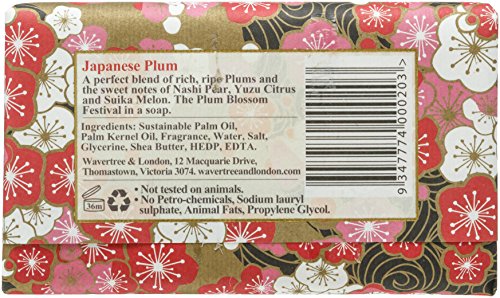 Japanese Plum
A perfect blend of rich, ripe Plums and
the sweet notes of Nashi Pear, Yuzu Citrus
and Suika Melon. The Plum Blossom
Festival in a soap.
Ingredients: Sustainable Palm Oil,
Palm Kernel Oil, Fragrance, Water, Salt,
Glycerine, Shea Butter, HEDP, EDTA.
Wavertree & London, 12 Macquarie Drive,
Thomastown, Victoria 3074. wavertreeandlondon.com
36m
• Not tested on animals.
• No Petro-chemicals, Sodium lauryl
sulphate, Animal Fats, Propylene Glycol.
9347774000203>